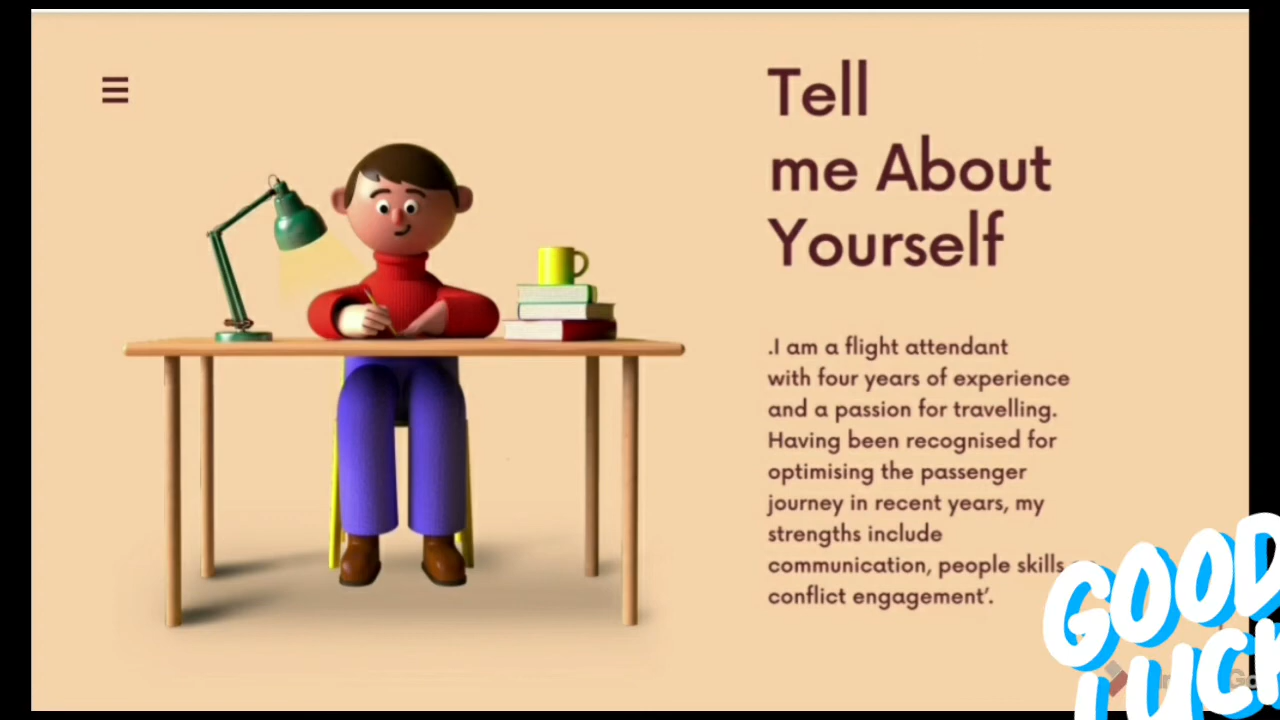 Tell
me About
Yourself
.I am a flight attendant
with four years of experience
and a passion for travelling.
Having been recognised for
optimising the passenger
journey in recent years, my
strengths include
communication, people skills
conflict engagement’.
GOOD
LUCK